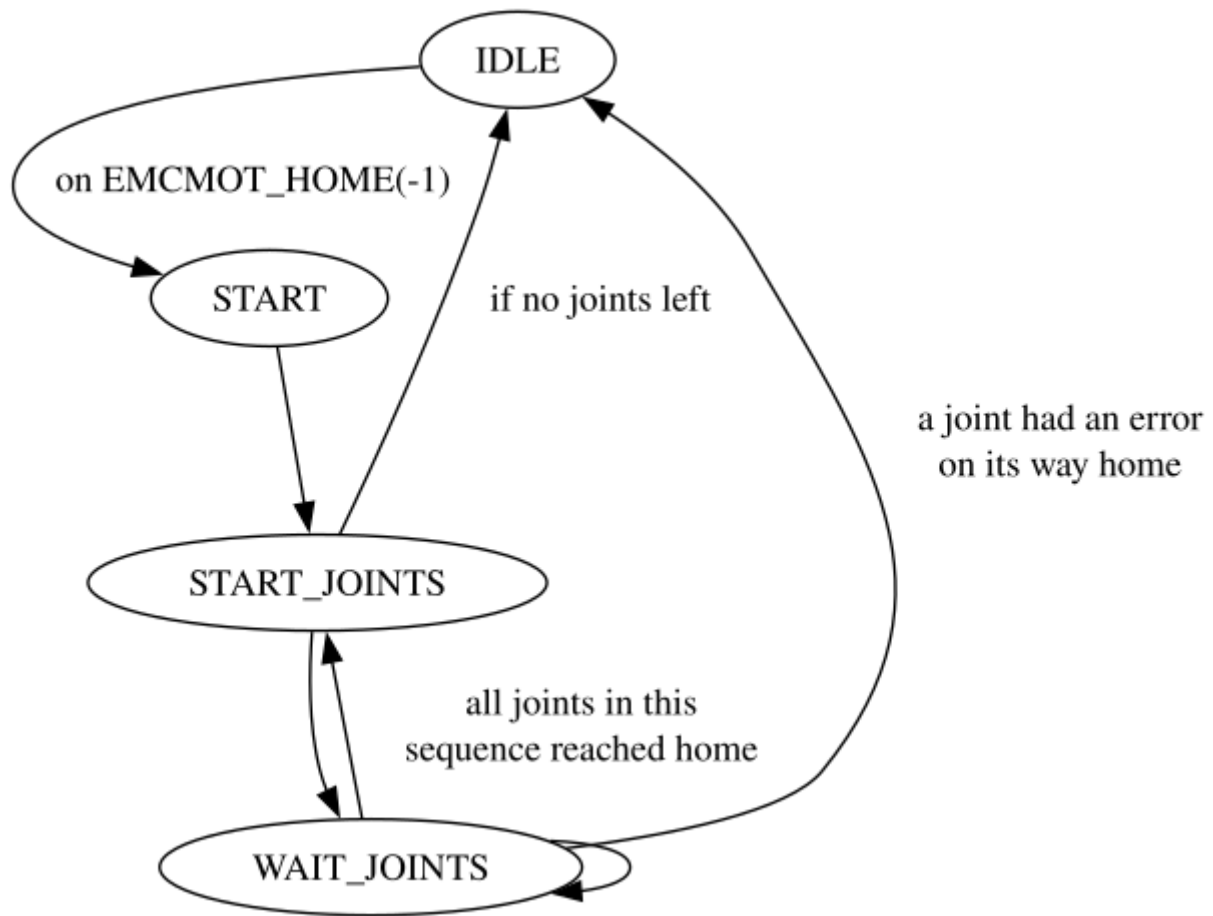 IDLE
on EMCMOT_HOME(-1)
START
if no joints left
a joint had an error
on its way home
START_JOINTS
all joints in this
sequence reached home
WAIT_JOINTS